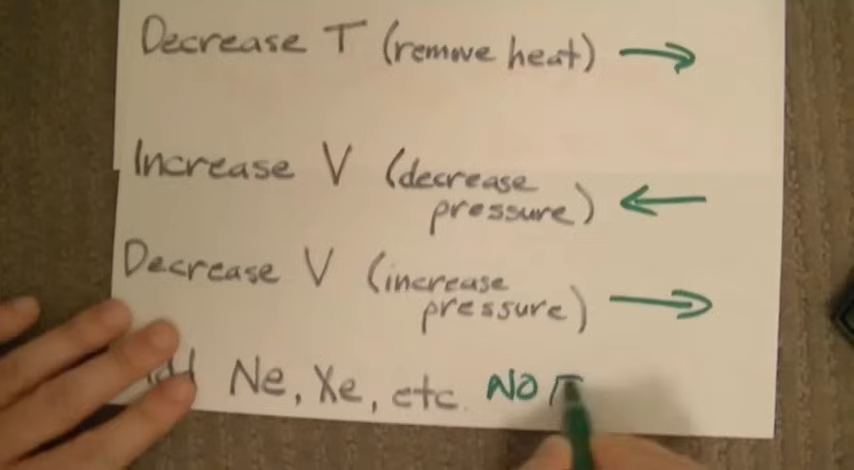 Decrease T (remove heat) →
Increase V (decrease
pressure) ←
Decrease V (increase
pressure) →
Ne, Xe, etc. NO